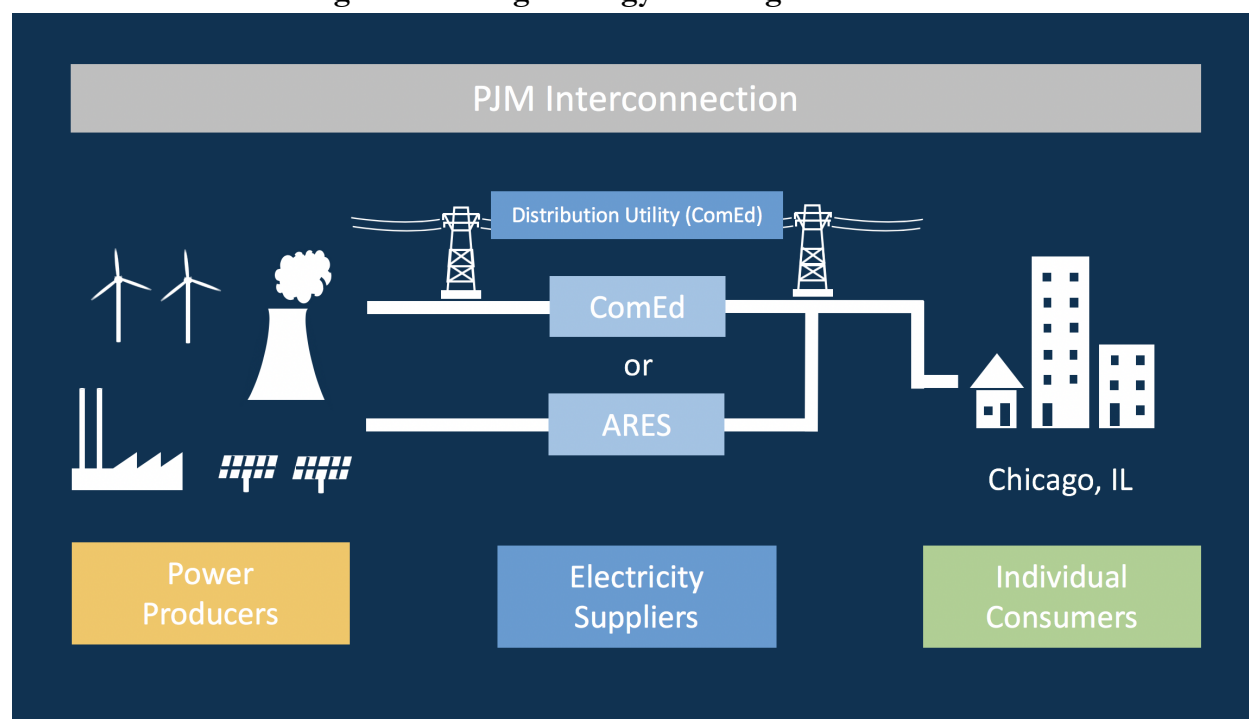 PJM Interconnection
Distribution Utility (ComEd)
ComEd
or
ARES
Chicago, IL
Power
Producers
Electricity
Suppliers
Individual
Consumers